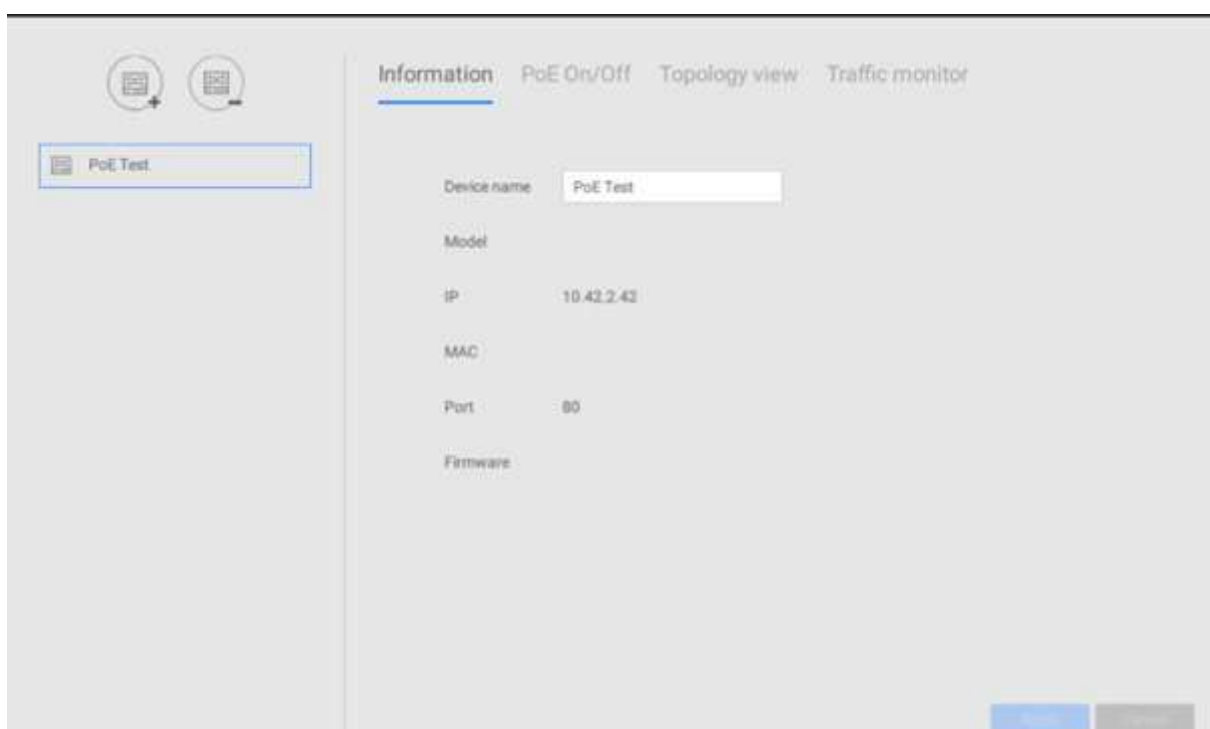 Information PoE On/Off Topology view Traffic monitor
PoE Test
Device name PoE Test
Model
IP 10.42.2.42
MAC
Port 80
Firmware